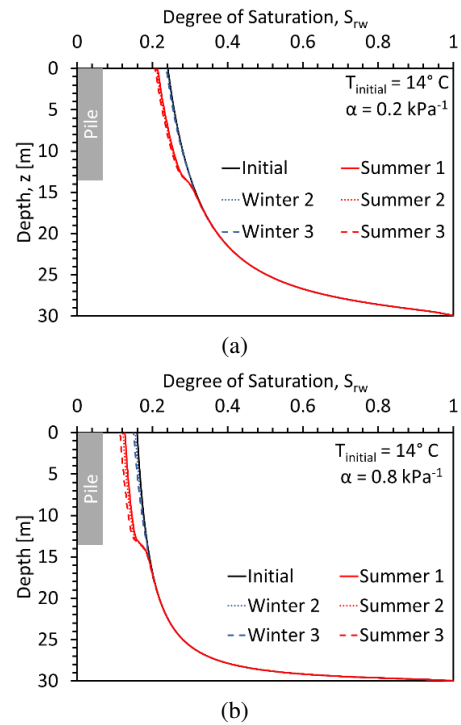 Degree of Saturation, Srw
0 0.2 0.4 0.6 0.8 1
Depth, z [m]
0
5
10
15
20
25
30
Pile
Tinitial = 14° C
α = 0.2 kPa-1
Initial Summer 1
Winter 2 Summer 2
Winter 3 Summer 3
(a)
Degree of Saturation, Srw
0 0.2 0.4 0.6 0.8 1
Depth [m]
0
5
10
15
20
25
30
Pile
Tinitial = 14° C
α = 0.8 kPa-1
Initial Summer 1
Winter 2 Summer 2
Winter 3 Summer 3
(b)